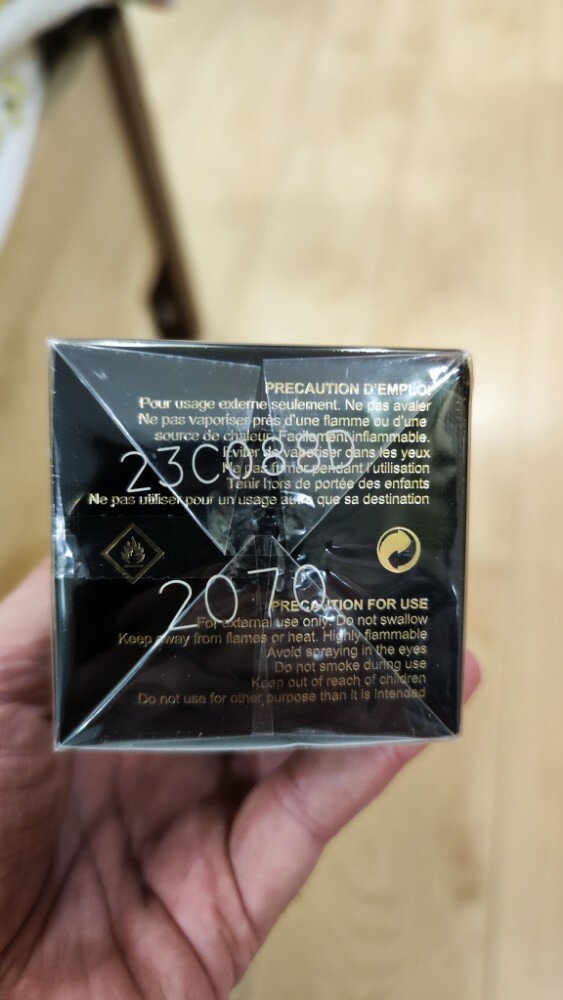 PRECAUTION D'EMPLOI
Pour usage externe seulement. Ne pas avaler
Ne pas vaporiser près d'une flamme ou d'une
source de chaleur. Facilement inflammable.
Eviter de vaporiser dans les yeux
Ne pas fumer pendant l'utilisation
Tenir hors de portée des enfants
Ne pas utiliser pour un usage autre que sa destination
2070
PRECAUTION FOR USE
For external use only. Do not swallow
Keep away from flames or heat. Highly flammable
Avoid spraying in the eyes
Do not smoke during use
Keep out of reach of children
Do not use for other purpose than it is intended